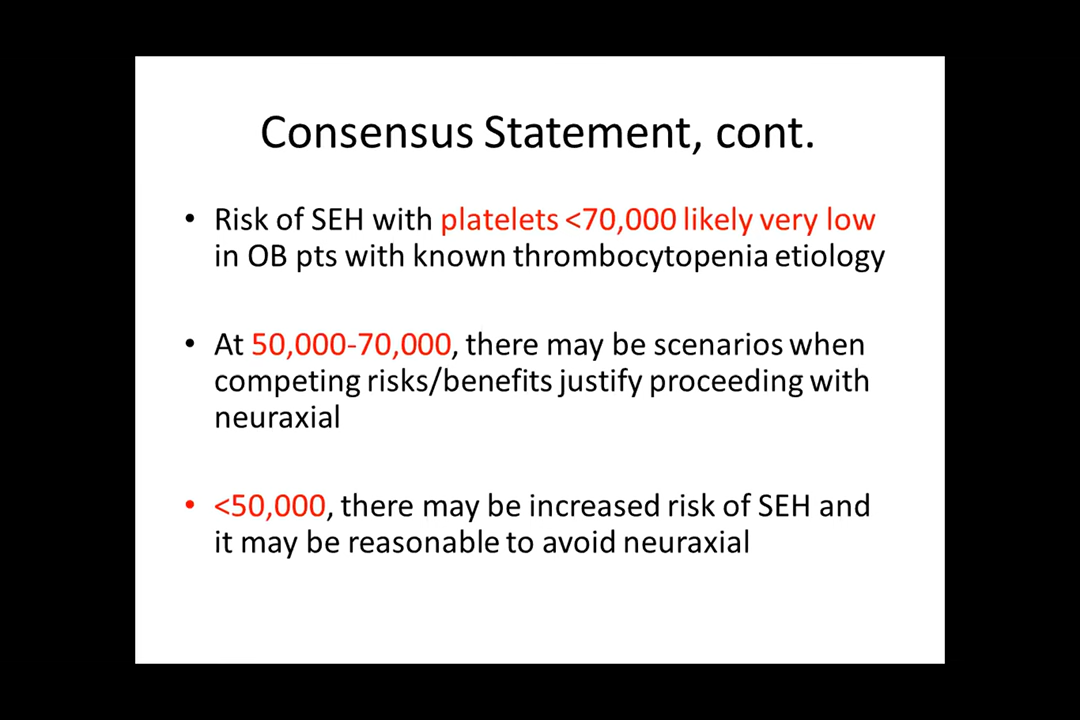 Consensus Statement, cont.
• Risk of SEH with platelets <70,000 likely very low
in OB pts with known thrombocytopenia etiology
• At 50,000-70,000, there may be scenarios when
competing risks/benefits justify proceeding with
neuraxial
• <50,000, there may be increased risk of SEH and
it may be reasonable to avoid neuraxial